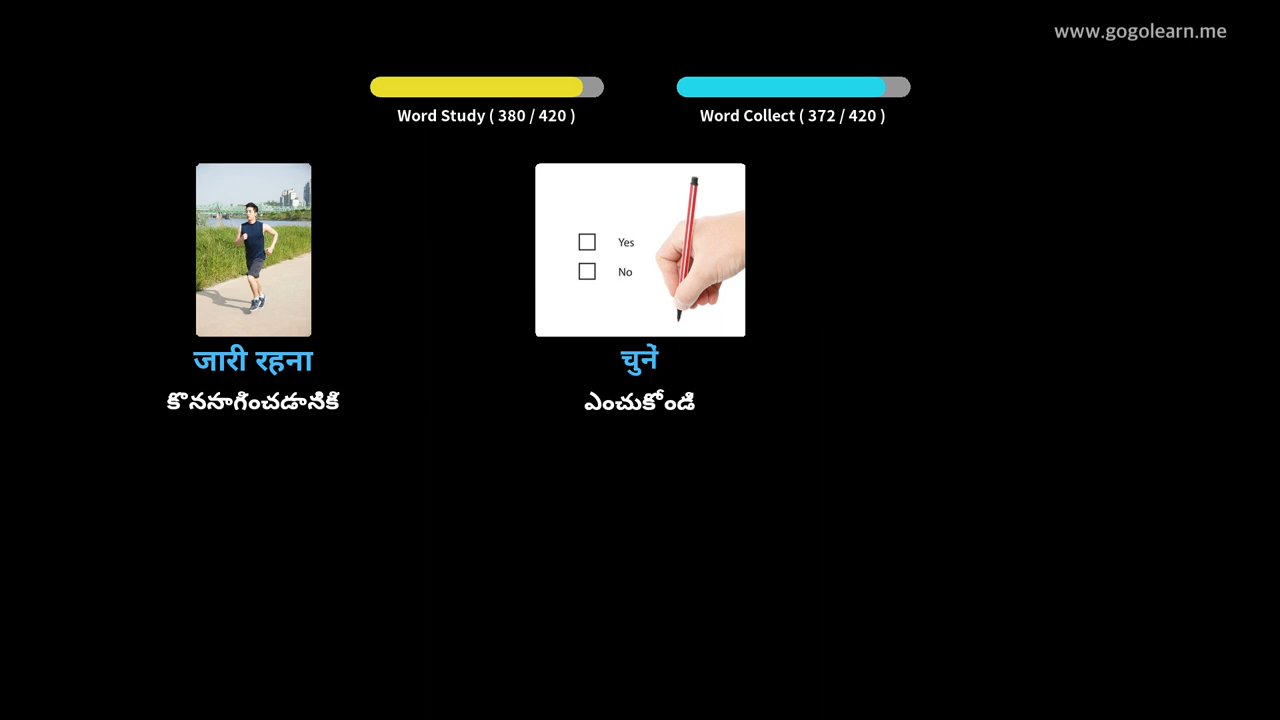 www.gogolearn.me
Word Study ( 380 / 420 )
Word Collect ( 372 / 420 )
Yes
No
जारी रहना
చునें
కొనసాగించడానికి
ఎంచుకోండి